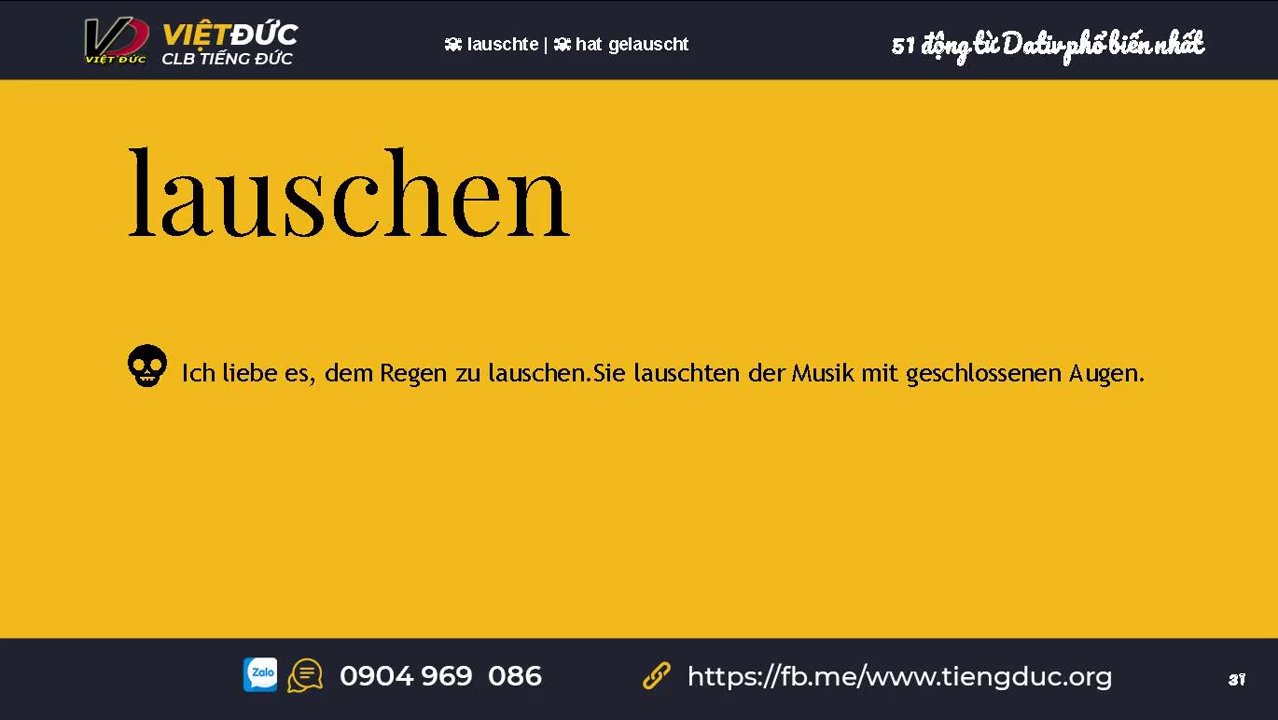 VIỆT ĐỨC
VIỆTĐỨC
CLB TIẾNG ĐỨC
lauschte | hat gelauscht
51 động từ Dativ phổ biến nhất
lauschen
Ich liebe es, dem Regen zu lauschen.Sie lauschten der Musik mit geschlossenen Augen.
Zalo
0904 969 086
https://fb.me/www.tiengduc.org